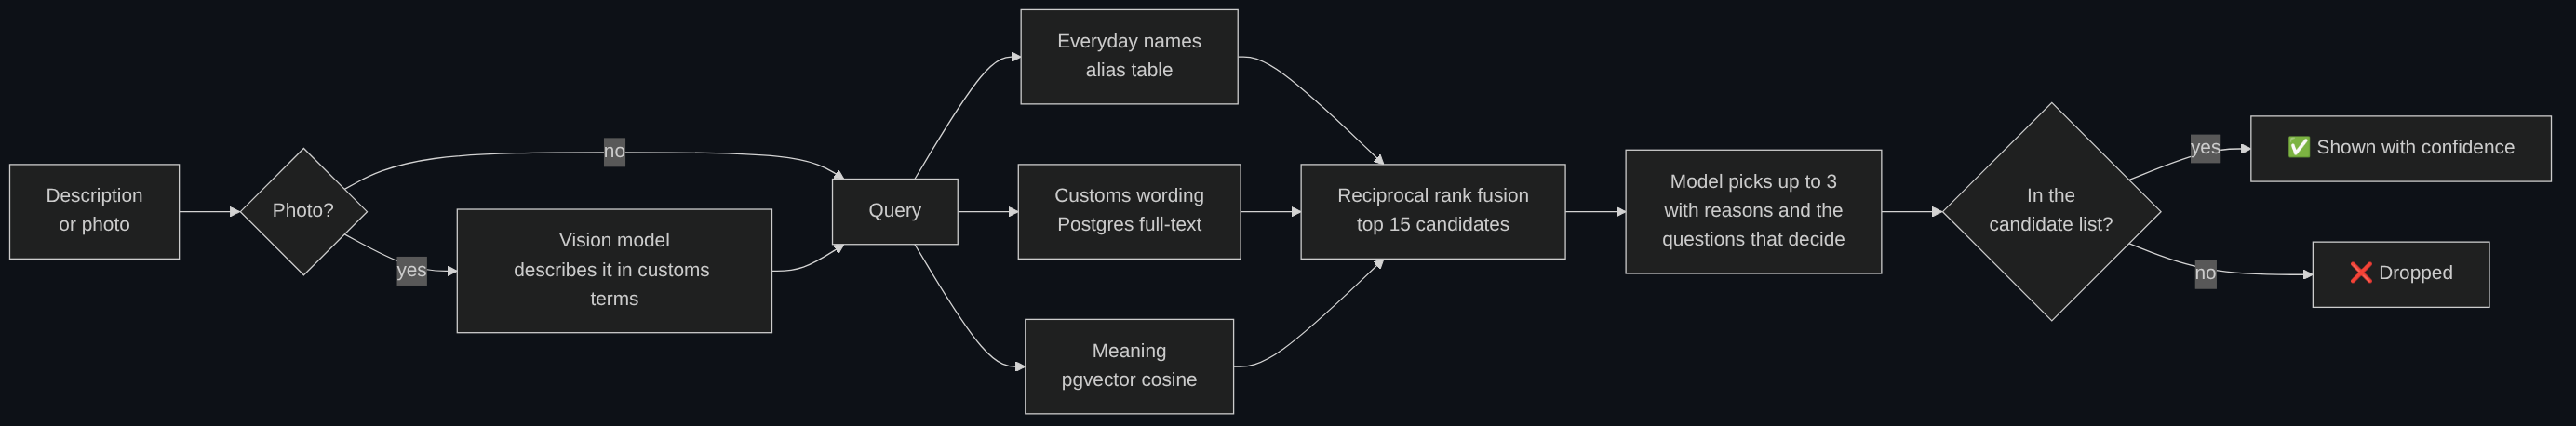 Description
or photo
Photo?
no
yes
Vision model
describes it in customs
terms
Query
Everyday names
alias table
Customs wording
Postgres full-text
Meaning
pgvector cosine
Reciprocal rank fusion
top 15 candidates
Model picks up to 3
with reasons and the
questions that decide
In the
candidate list?
yes
✅ Shown with confidence
no
❌ Dropped